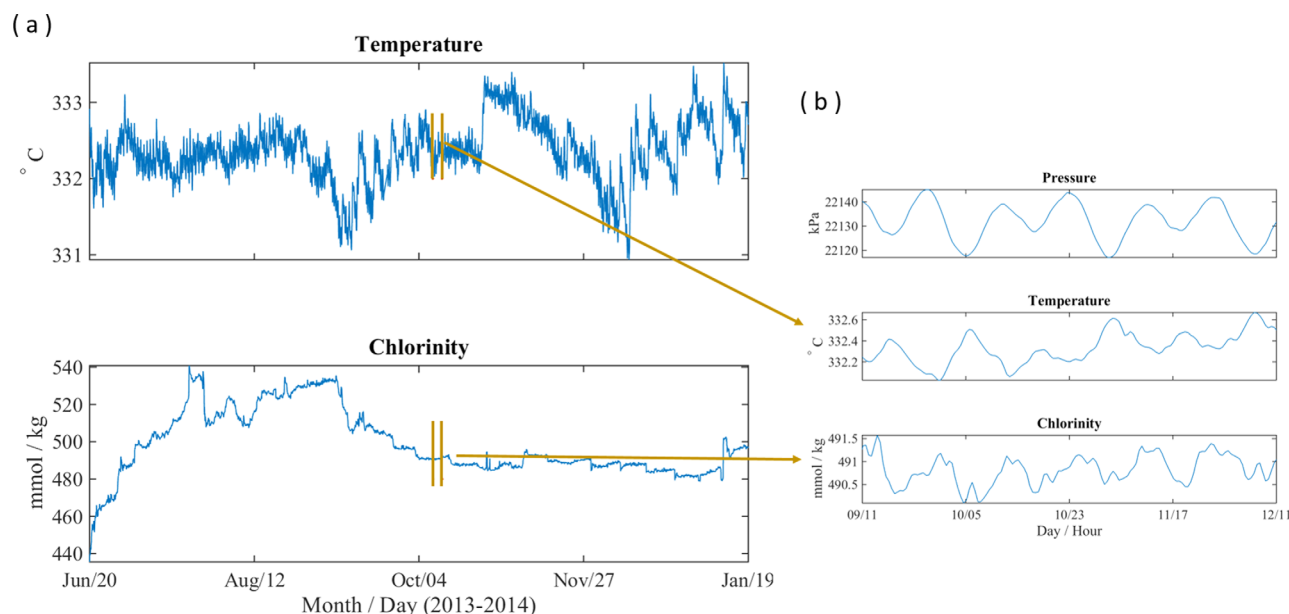 ( a )
Temperature
333
332
331
° C
Chlorinity
540
520
500
480
460
440
mmol / kg
Jun/20 Aug/12 Oct/04 Nov/27 Jan/19
Month / Day (2013-2014)
( b )
Pressure
22140
22130
22120
kPa
Temperature
332.6
332.4
332.2
° C
Chlorinity
491.5
491
490.5
mmol / kg
09/11 10/05 10/23 11/17 12/11
Day / Hour